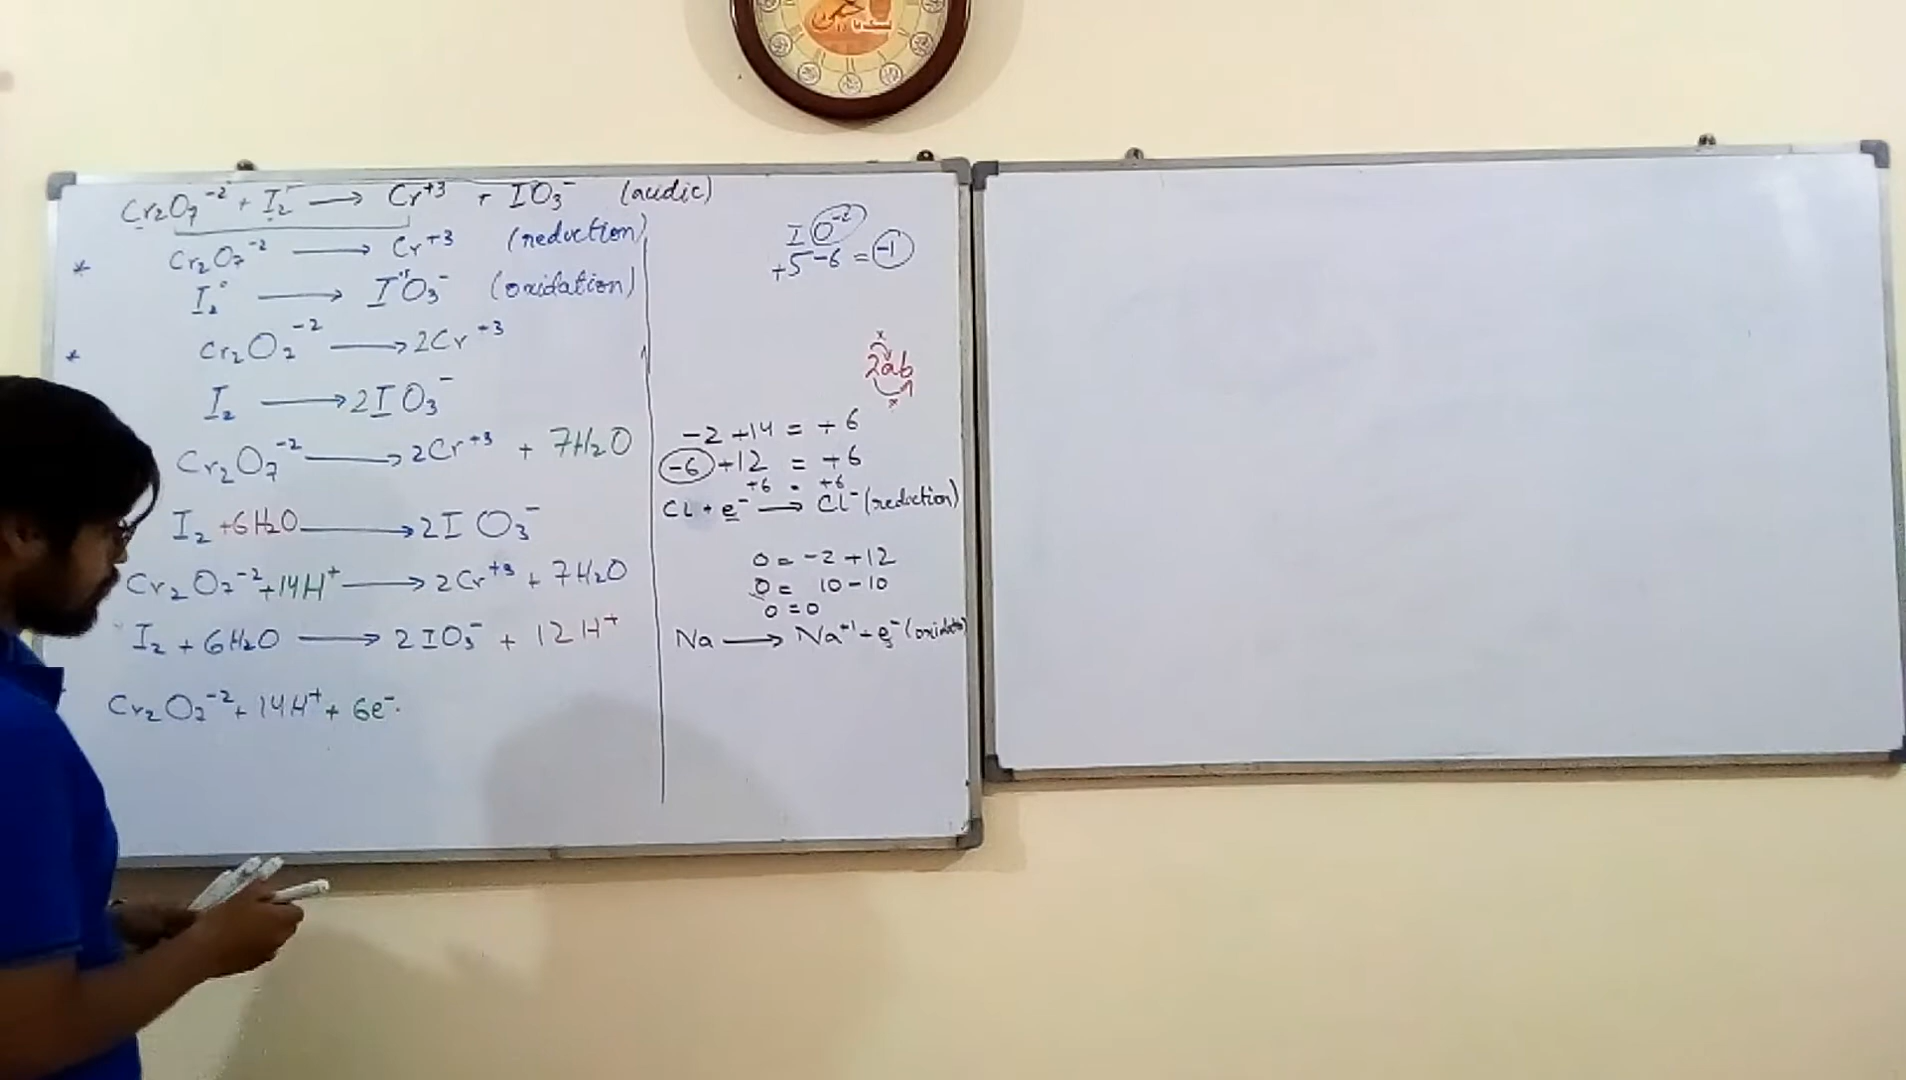 Cr₂O₇⁻² + I₂ → Cr⁺³ + IO₃⁻ (acidic)
* Cr₂O₇⁻² → Cr⁺³ (reduction)
I₂° → I⁺⁵O₃⁻ (oxidation)
* Cr₂O₇⁻² → 2Cr⁺³
I₂ → 2IO₃⁻
Cr₂O₇⁻² → 2Cr⁺³ + 7H₂O
I₂ + 6H₂O → 2IO₃⁻
Cr₂O₇⁻² + 14H⁺ → 2Cr⁺³ + 7H₂O
I₂ + 6H₂O → 2IO₃⁻ + 12H⁺
Cr₂O₇⁻² + 14H⁺ + 6e⁻
I O⁻²
+5 -6 = -1
x
2ab
x
-2 +14 = +6
-6 +12 = +6
+6 = +6
Cl + e⁻ → Cl⁻ (reduction)
0 = -2 +12
0 = 10 -10
0 = 0
Na → Na⁺¹ + e⁻